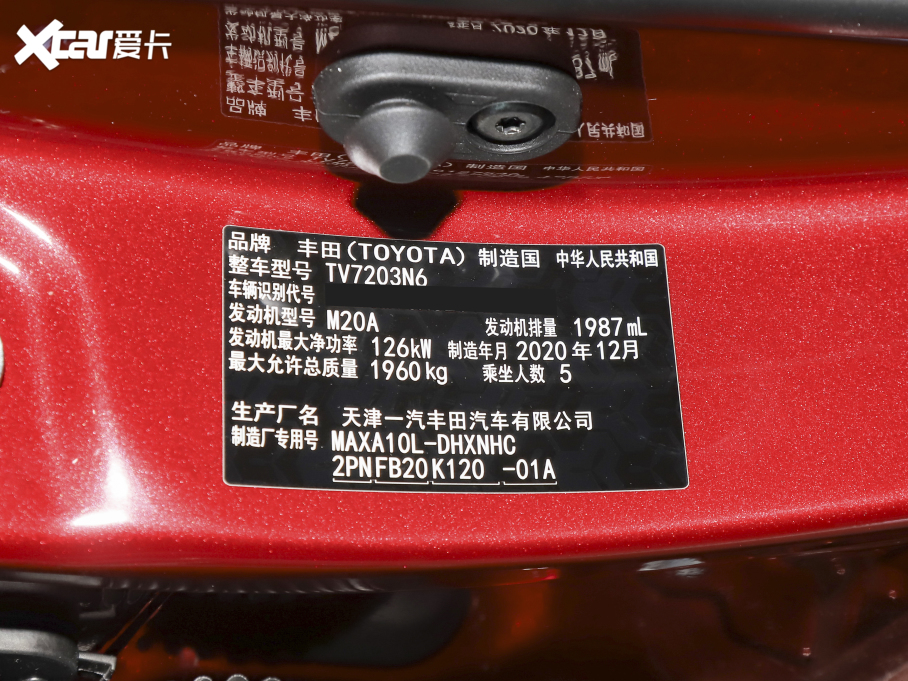 Xcar爱卡
品牌 丰田(TOYOTA) 制造国 中华人民共和国
整车型号 TV7203N6
车辆识别代号
发动机型号 M20A 发动机排量 1987mL
发动机最大净功率 126kW 制造年月 2020年12月
最大允许总质量 1960kg 乘坐人数 5
生产厂名 天津一汽丰田汽车有限公司
制造厂专用号 MAXA10L-DHXNHC
2PNFB20K120 -01A